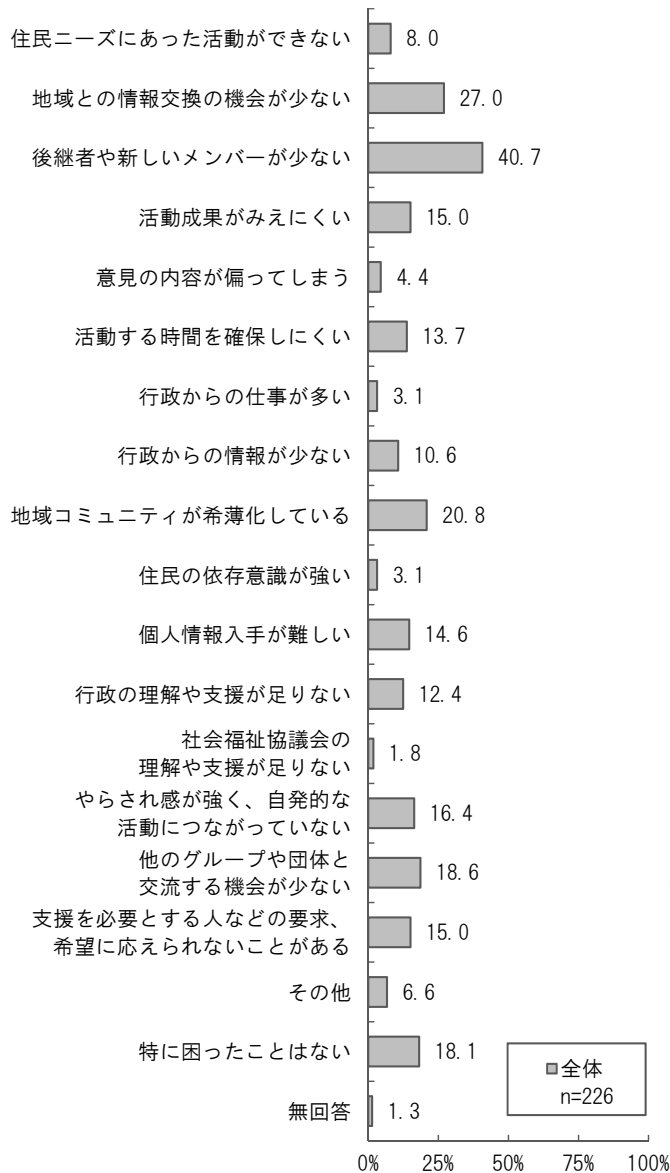 住民ニーズにあった活動ができない 8.0
地域との情報交換の機会が少ない 27.0
後継者や新しいメンバーが少ない 40.7
活動成果がみえにくい 15.0
意見の内容が偏ってしまう 4.4
活動する時間を確保しにくい 13.7
行政からの仕事が多い 3.1
行政からの情報が少ない 10.6
地域コミュニティが希薄化している 20.8
住民の依存意識が強い 3.1
個人情報入手が難しい 14.6
行政の理解や支援が足りない 12.4
社会福祉協議会の
理解や支援が足りない 1.8
やらされ感が強く、自発的な
活動につながっていない 16.4
他のグループや団体と
交流する機会が少ない 18.6
支援を必要とする人などの要求、
希望に応えられないことがある 15.0
その他 6.6
特に困ったことはない 18.1
無回答 1.3
全体
n=226
0% 25% 50% 75% 100%